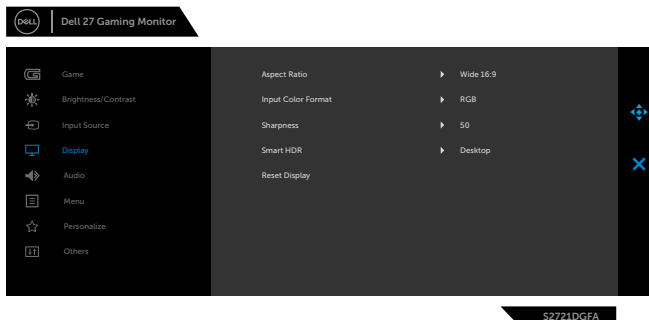 DELL Dell 27 Gaming Monitor
Game Aspect Ratio Wide 16:9
Brightness/Contrast Input Color Format RGB
Input Source Sharpness 50
Display Smart HDR Desktop
Audio Reset Display
Menu
Personalize
Others
S2721DGFA